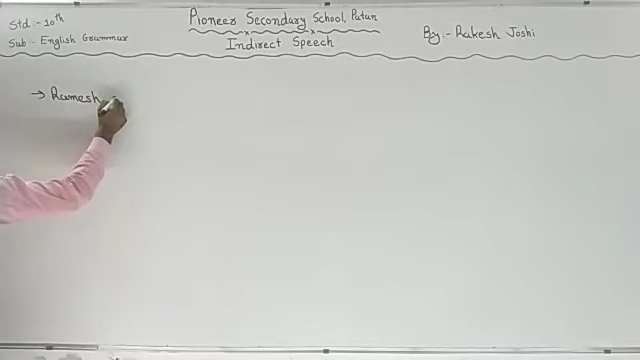 Std - 10th
Sub - English Grammar
Pioneer Secondary School, Patan
Indirect Speech
By:- Rakesh Joshi
→ Ramesh